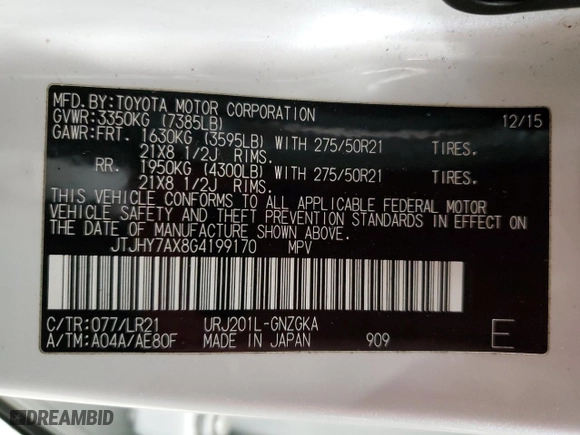 MFD.BY:TOYOTA MOTOR CORPORATION 12/15
GVWR:3350KG (7385LB)
GAWR:FRT. 1630KG (3595LB) WITH 275/50R21 TIRES.
21X8 1/2J RIMS.
RR. 1950KG (4300LB) WITH 275/50R21 TIRES.
21X8 1/2J RIMS.
THIS VEHICLE CONFORMS TO ALL APPLICABLE FEDERAL MOTOR
VEHICLE SAFETY AND THEFT PREVENTION STANDARDS IN EFFECT ON
THE DATE OF MANUFACTURE SHOWN ABOVE.
JTJHY7AX8G4199170 MPV
C/TR:077/LR21 URJ201L-GNZGKA
A/TM:A04A/AE80F MADE IN JAPAN 909 E
DREAMBID